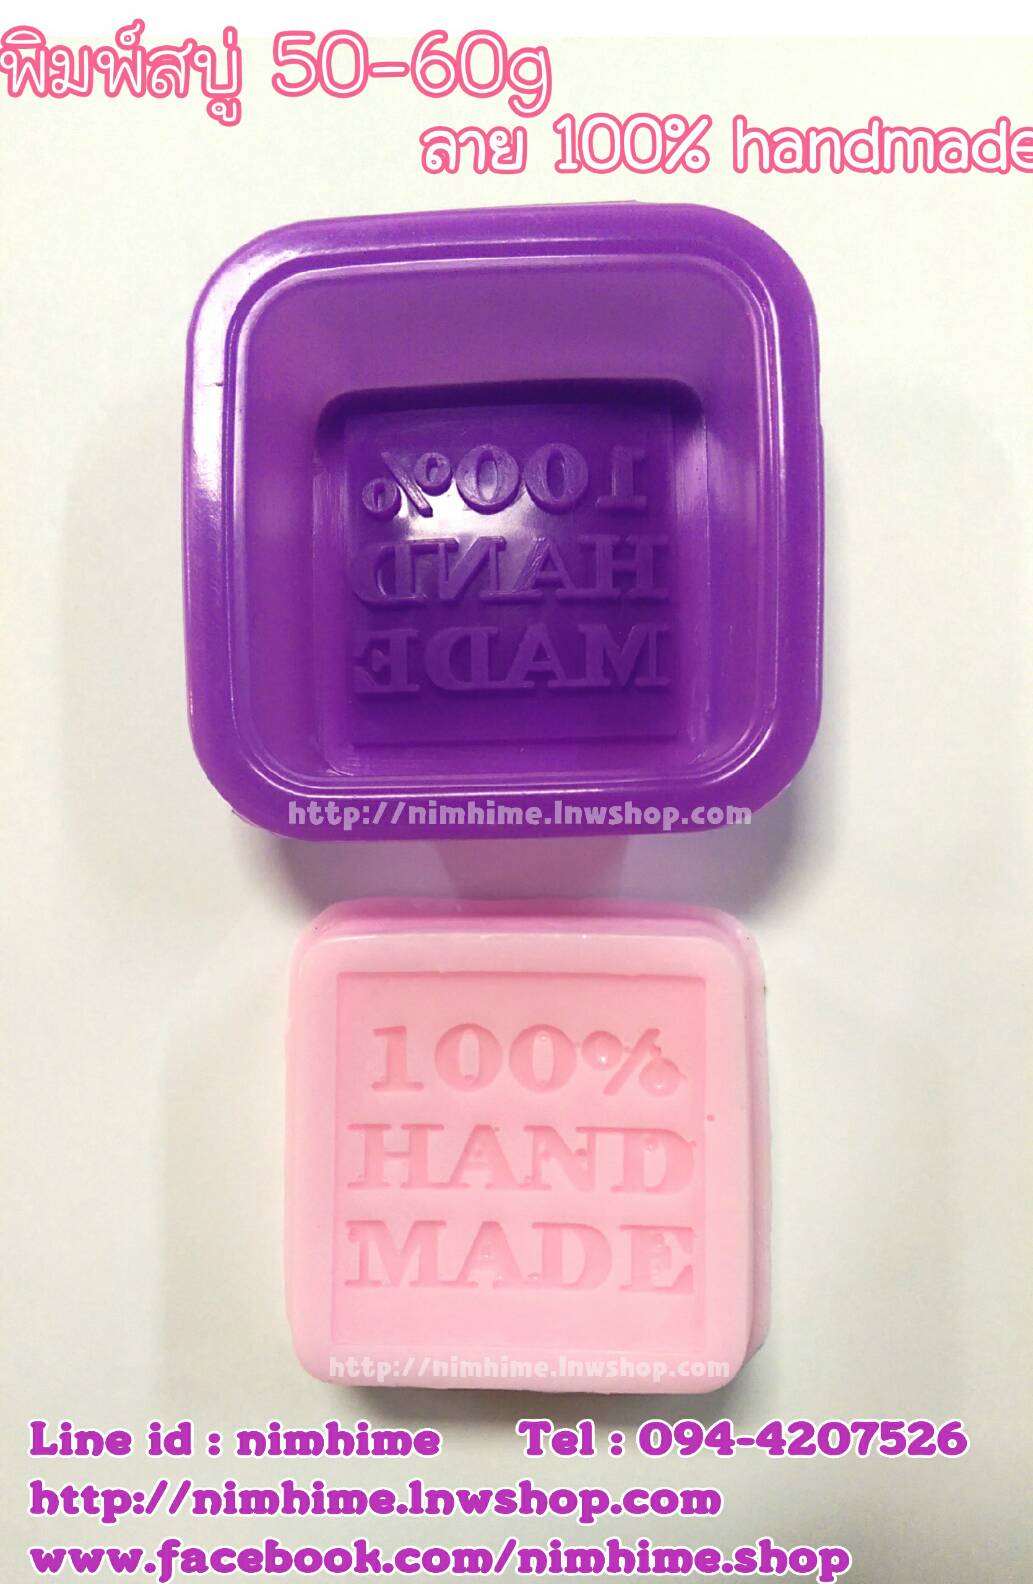 พิมพ์สบู่ 50-60g
ลาย 100% handmade
100%
HAND
MADE
http://nimhime.lnwshop.com
100%
HAND
MADE
http://nimhime.lnwshop.com
Line id : nimhime Tel : 094-4207526
http://nimhime.lnwshop.com
www.facebook.com/nimhime.shop